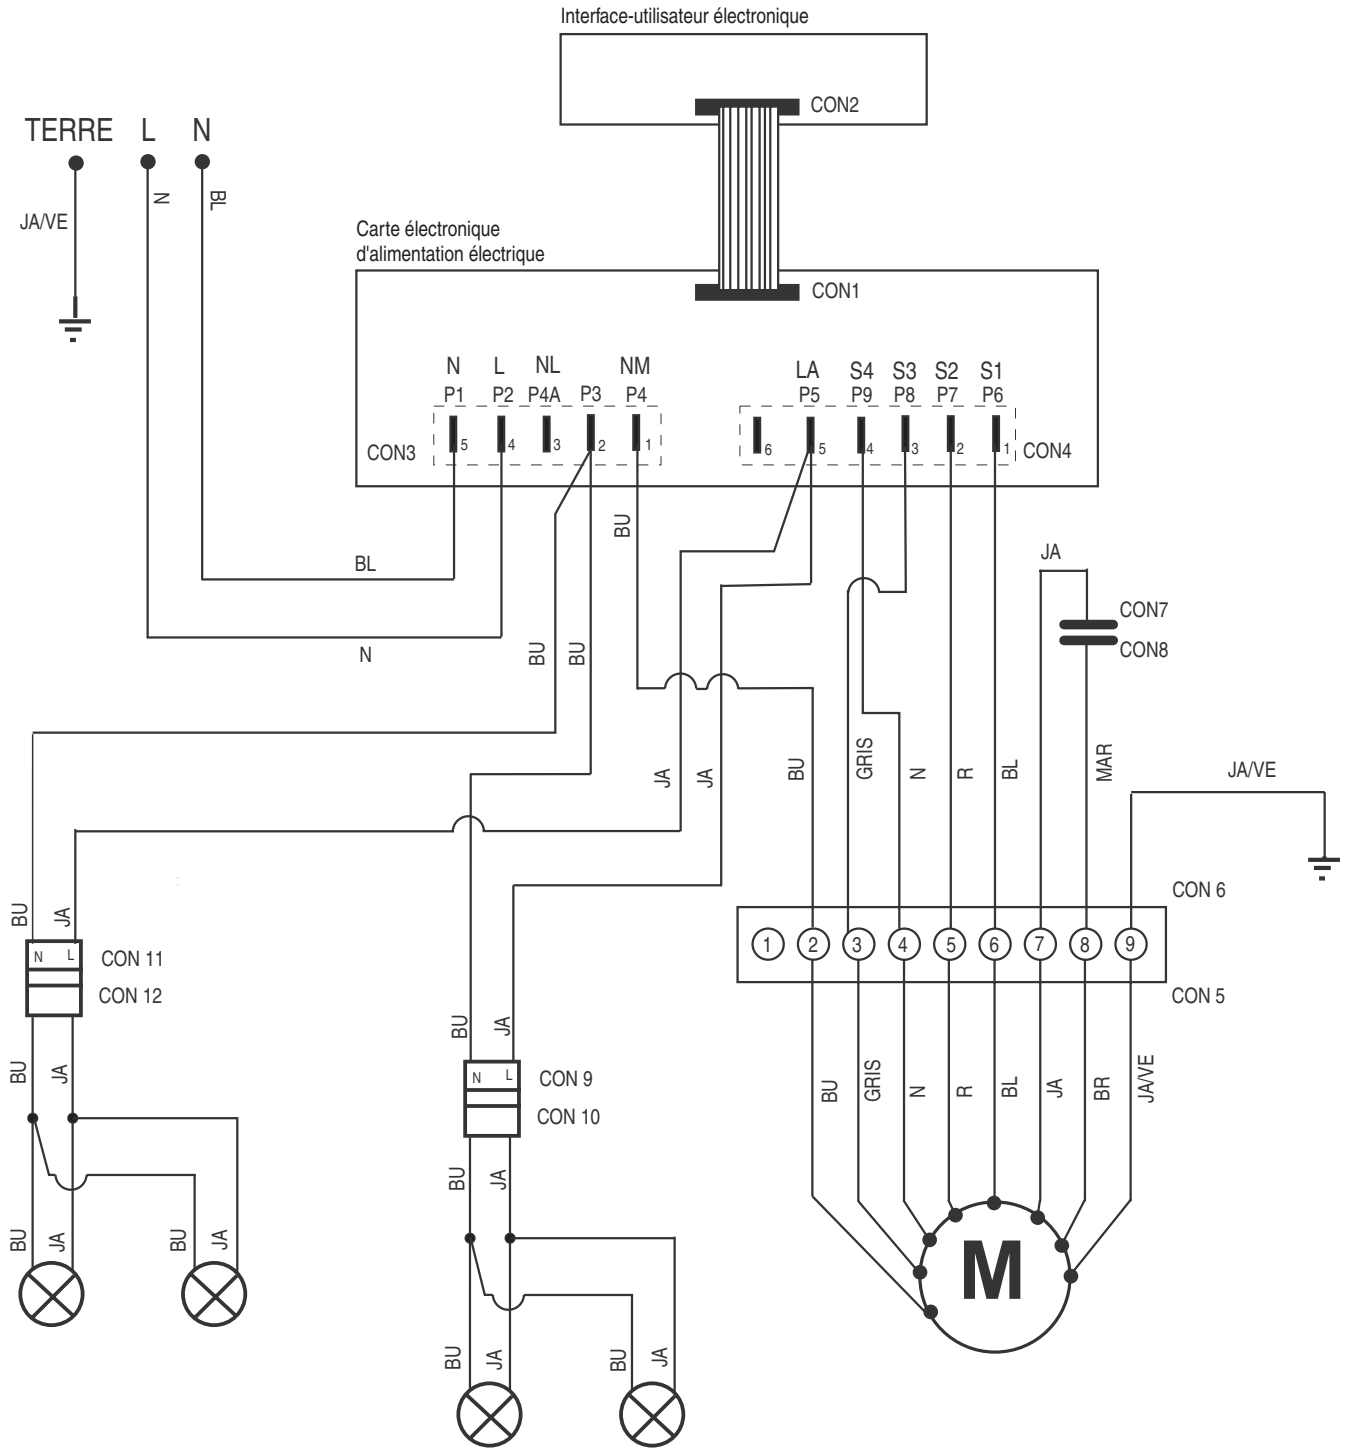 Interface-utilisateur électronique
CON2
TERRE L N
N
BL
JA/VE
Carte électronique
d'alimentation électrique
CON1
N L NL NM
P1 P2 P4A P3 P4
5 4 3 2 1
CON3
LA S4 S3 S2 S1
P5 P9 P8 P7 P6
6 5 4 3 2 1
CON4
BU
BL
N
BU
BU
JA
CON7
CON8
JA
JA
BU
GRIS
N
R
BL
MAR
JA/VE
CON 6
1 2 3 4 5 6 7 8 9
CON 5
BU
JA
N L
CON 11
CON 12
BU
JA
BU
JA
N L
CON 9
CON 10
BU
GRIS
N
R
BL
JA
BR
JA/VE
BU
JA
BU
JA
BU
JA
M
BU
JA
BU
JA